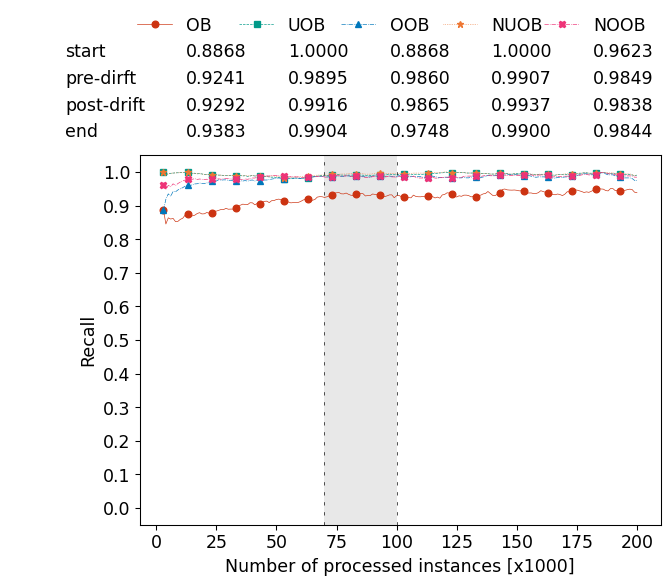 OB UOB OOB NUOB NOOB
start 0.8868 1.0000 0.8868 1.0000 0.9623
pre-dirft 0.9241 0.9895 0.9860 0.9907 0.9849
post-drift 0.9292 0.9916 0.9865 0.9937 0.9838
end 0.9383 0.9904 0.9748 0.9900 0.9844
1.0
0.9
0.8
0.7
0.6
0.5
0.4
0.3
0.2
0.1
0.0
Recall
0 25 50 75 100 125 150 175 200
Number of processed instances [x1000]